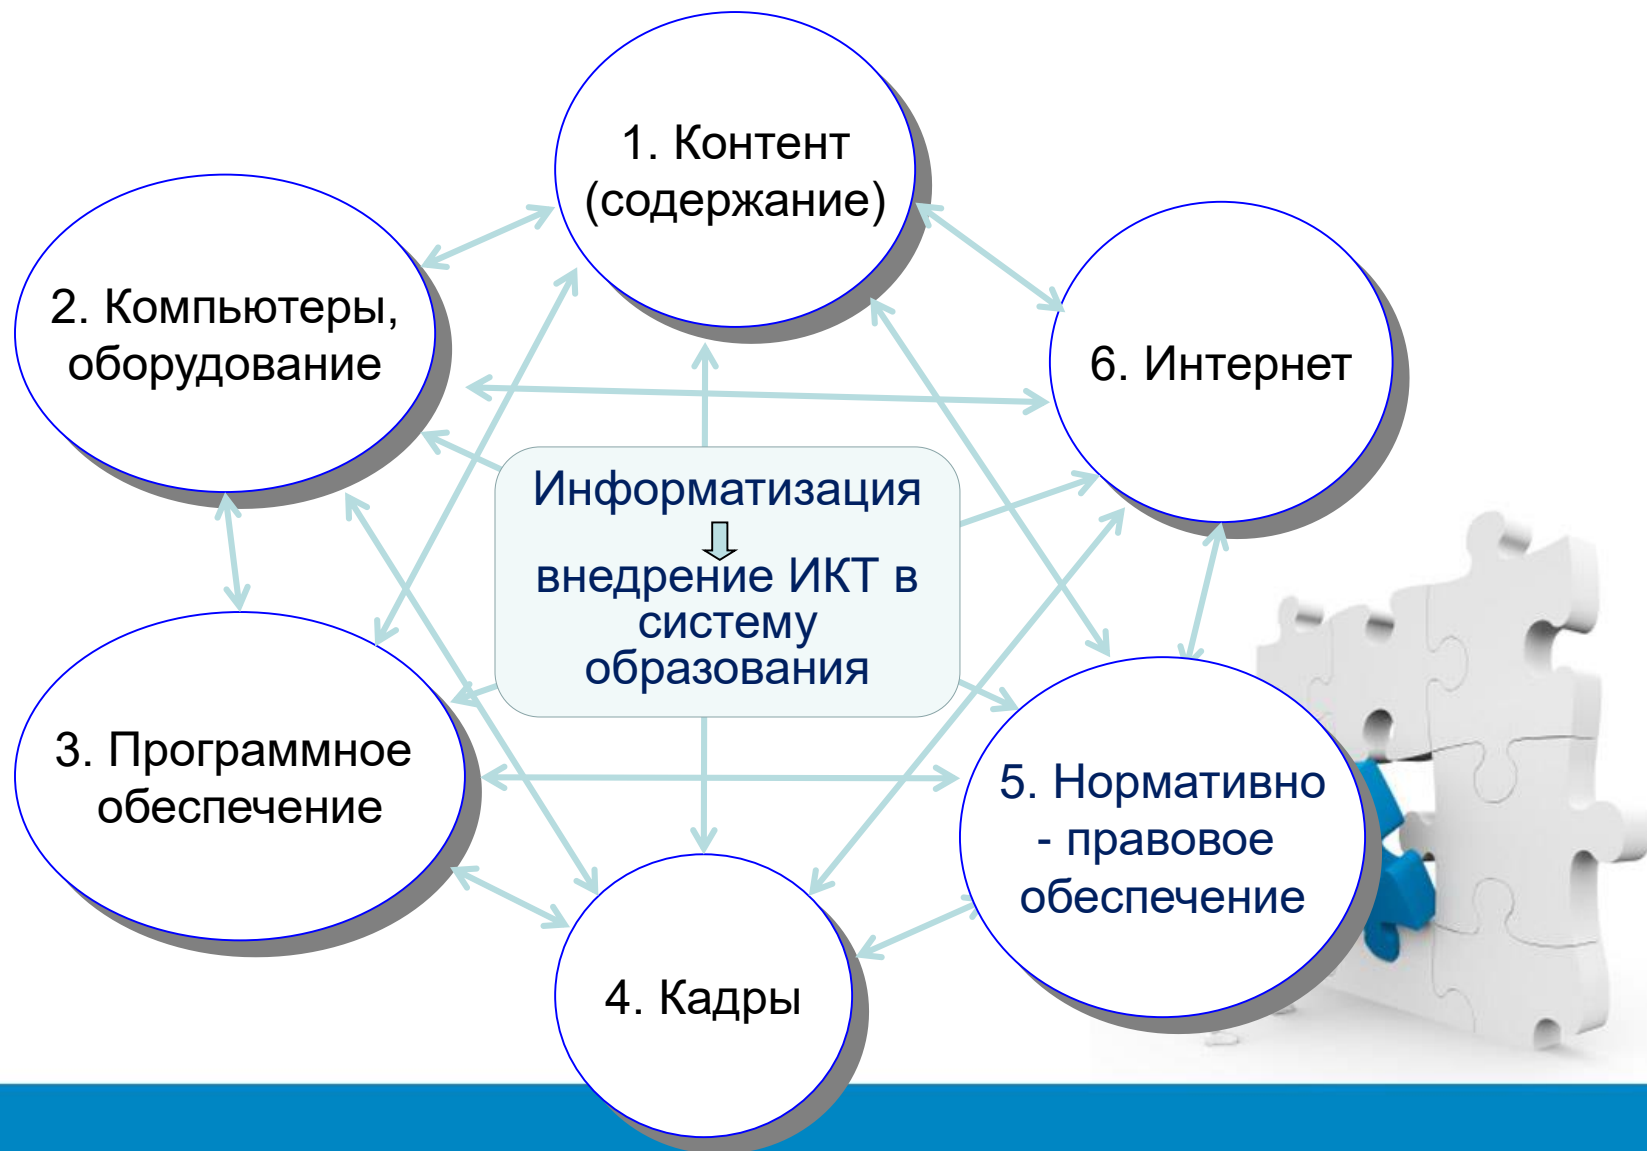 1. Контент
(содержание)
2. Компьютеры,
оборудование
6. Интернет
Информатизация
внедрение ИКТ в
систему
образования
3. Программное
обеспечение
5. Нормативно
- правовое
обеспечение
4. Кадры